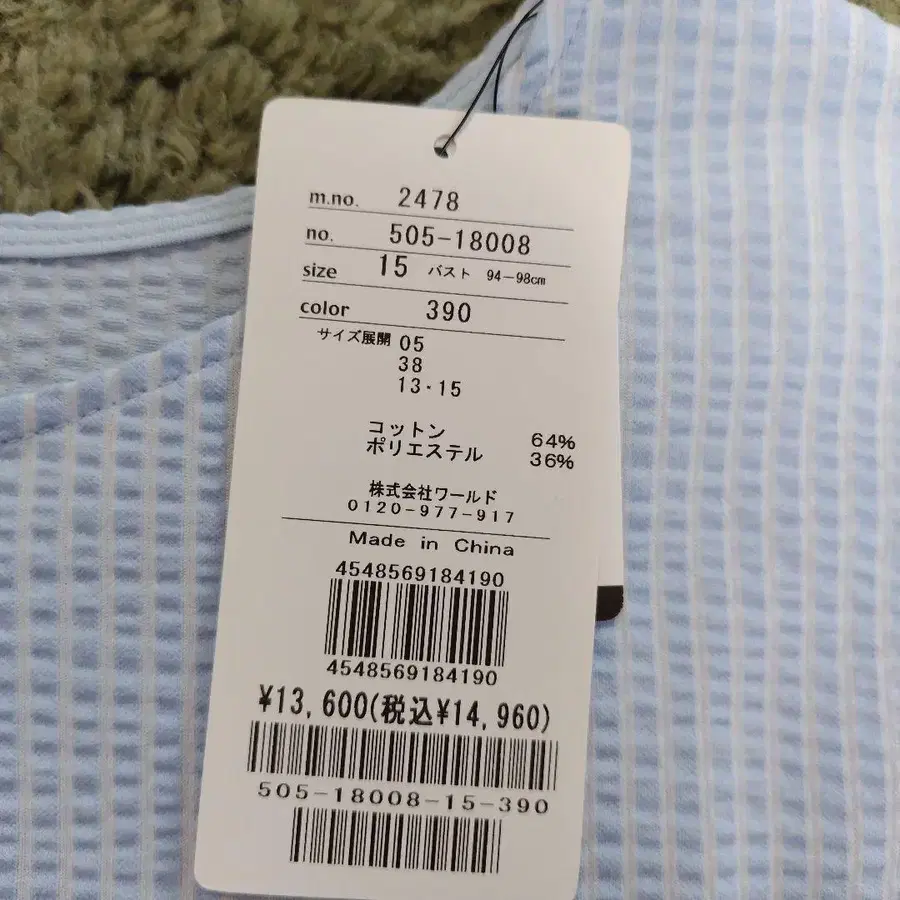 m.no. 2478
no. 505-18008
size 15 バスト 94-98cm
color 390
サイズ展開 05
38
13・15
コットン 64%
ポリエステル 36%
株式会社ワールド
0120-977-917
Made in China
4548569184190
4548569184190
¥13,600(税込¥14,960)
505-18008-15-390